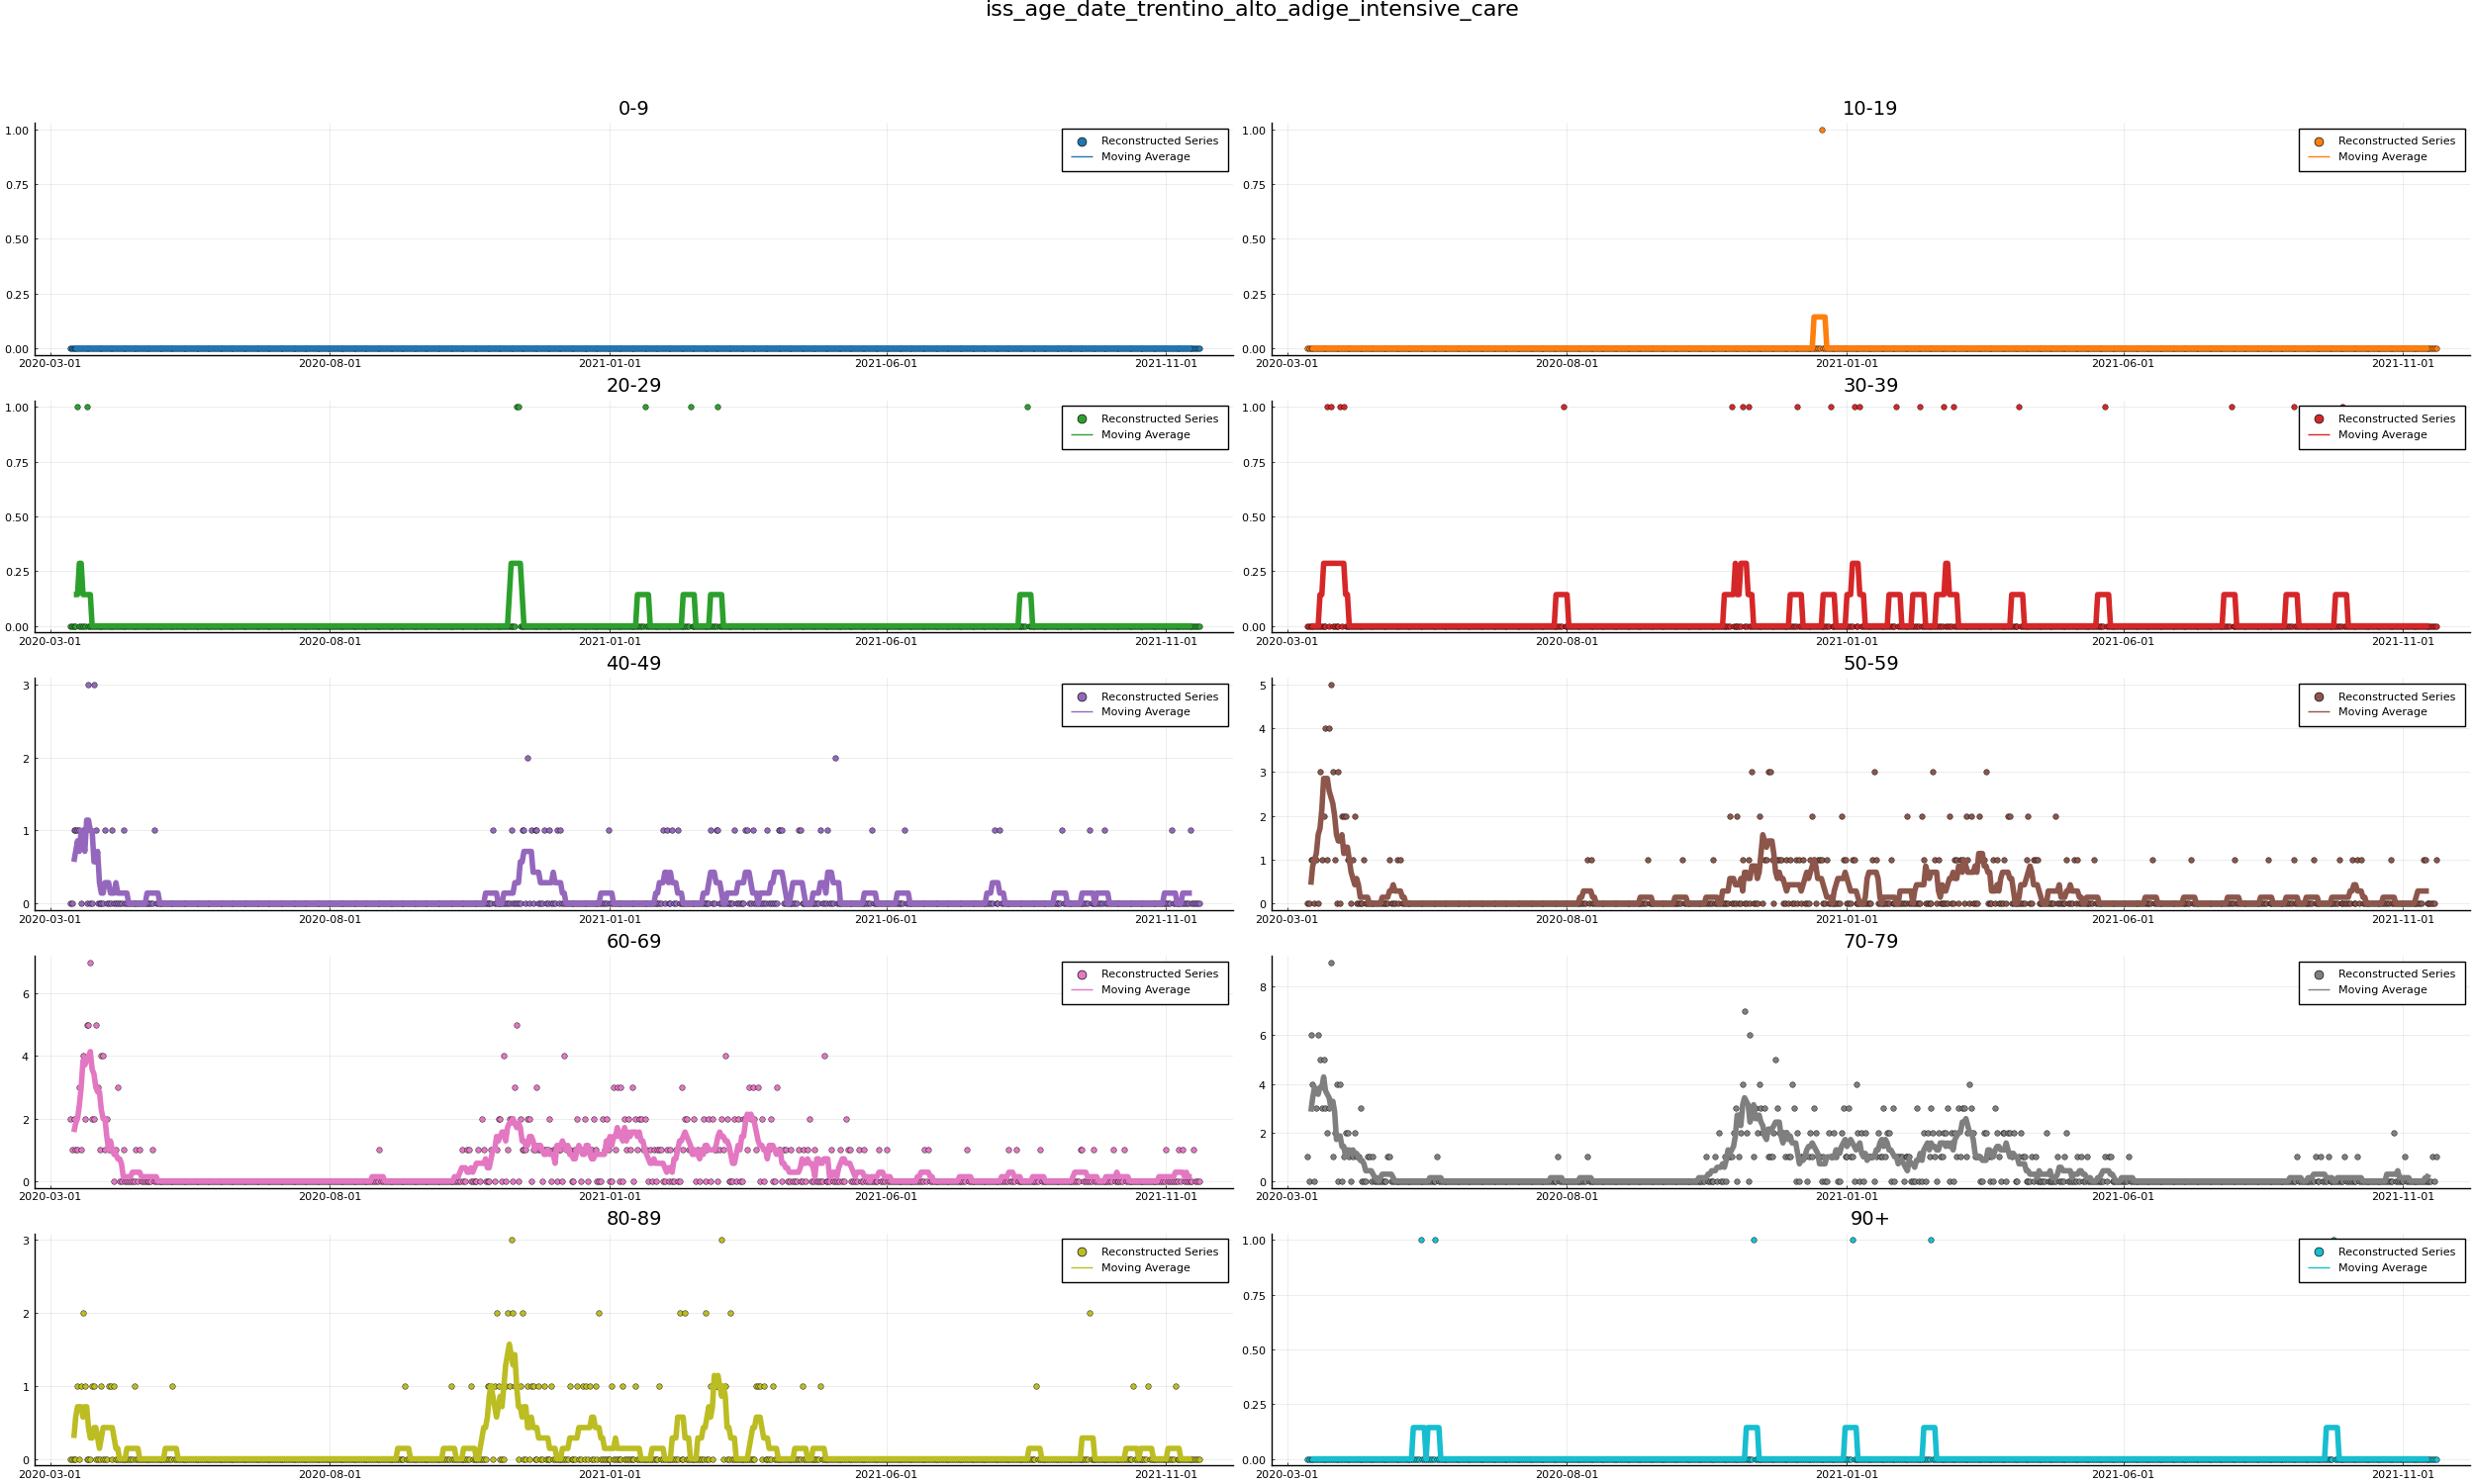 iss_age_date_trentino_alto_adige_intensive_care
0-9
1.00
0.75
0.50
0.25
0.00
2020-03-01 2020-08-01 2021-01-01 2021-06-01 2021-11-01
Reconstructed Series
Moving Average
10-19
1.00
0.75
0.50
0.25
0.00
2020-03-01 2020-08-01 2021-01-01 2021-06-01 2021-11-01
Reconstructed Series
Moving Average
20-29
1.00
0.75
0.50
0.25
0.00
2020-03-01 2020-08-01 2021-01-01 2021-06-01 2021-11-01
Reconstructed Series
Moving Average
30-39
1.00
0.75
0.50
0.25
0.00
2020-03-01 2020-08-01 2021-01-01 2021-06-01 2021-11-01
Reconstructed Series
Moving Average
40-49
3
2
1
0
2020-03-01 2020-08-01 2021-01-01 2021-06-01 2021-11-01
Reconstructed Series
Moving Average
50-59
5
4
3
2
1
0
2020-03-01 2020-08-01 2021-01-01 2021-06-01 2021-11-01
Reconstructed Series
Moving Average
60-69
6
4
2
0
2020-03-01 2020-08-01 2021-01-01 2021-06-01 2021-11-01
Reconstructed Series
Moving Average
70-79
8
6
4
2
0
2020-03-01 2020-08-01 2021-01-01 2021-06-01 2021-11-01
Reconstructed Series
Moving Average
80-89
3
2
1
0
2020-03-01 2020-08-01 2021-01-01 2021-06-01 2021-11-01
Reconstructed Series
Moving Average
90+
1.00
0.75
0.50
0.25
0.00
2020-03-01 2020-08-01 2021-01-01 2021-06-01 2021-11-01
Reconstructed Series
Moving Average